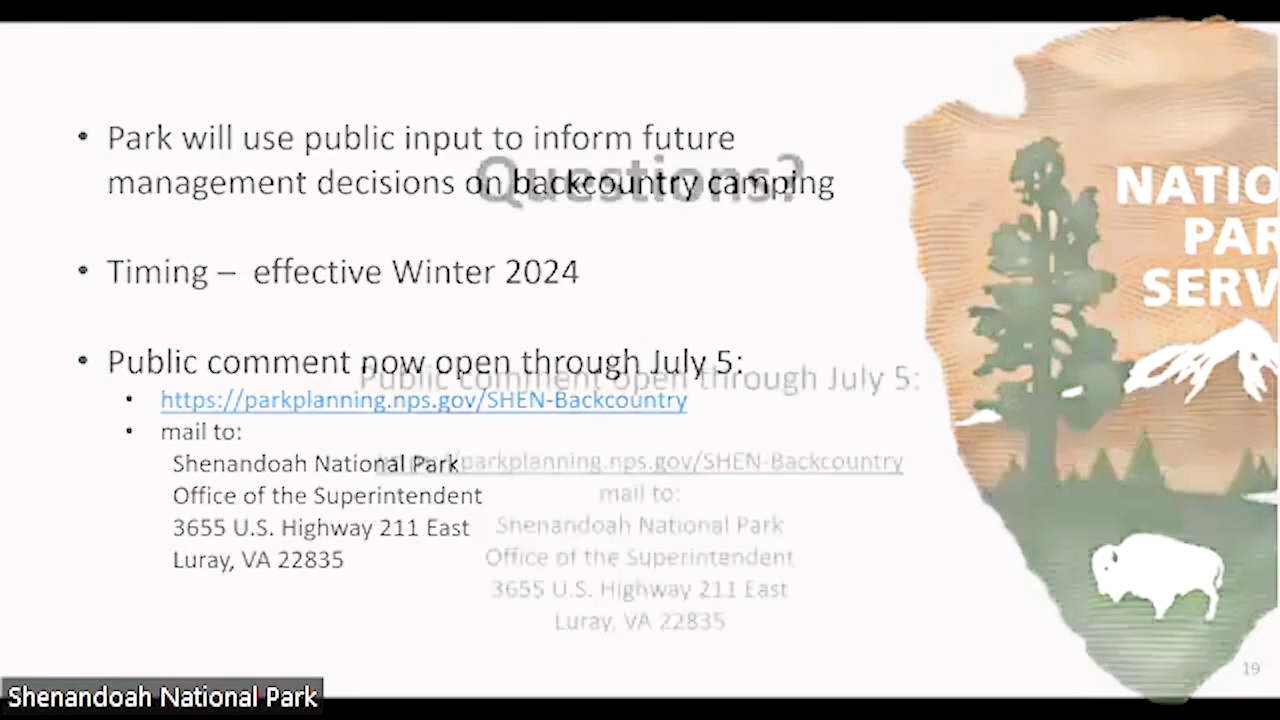 • Park will use public input to inform future
management decisions on backcountry camping
Questions?
• Timing – effective Winter 2024
• Public comment now open through July 5:
• https://parkplanning.nps.gov/SHEN-Backcountry
• mail to:
Shenandoah National Park
Office of the Superintendent
3655 U.S. Highway 211 East
Luray, VA 22835
Public comment open through July 5:
https://parkplanning.nps.gov/SHEN-Backcountry
mail to:
Shenandoah National Park
Office of the Superintendent
3655 U.S. Highway 211 East
Luray, VA 22835
NATIO
PAR
SERV
19
Shenandoah National Park